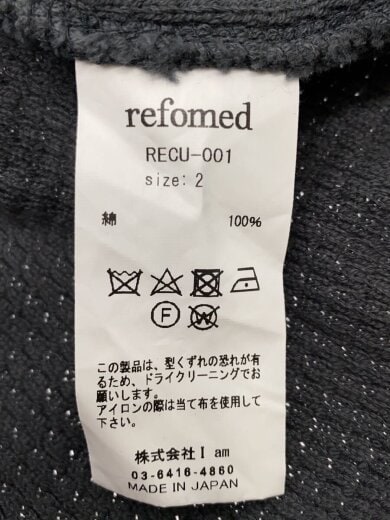 refomed
RECU-001
size: 2
綿 100%
F W
この製品は、型くずれの恐れが有
るため、ドライクリーニングでお
願いします。
アイロンの際は当て布を使用して
下さい。
株式会社I am
03-6416-4860
MADE IN JAPAN